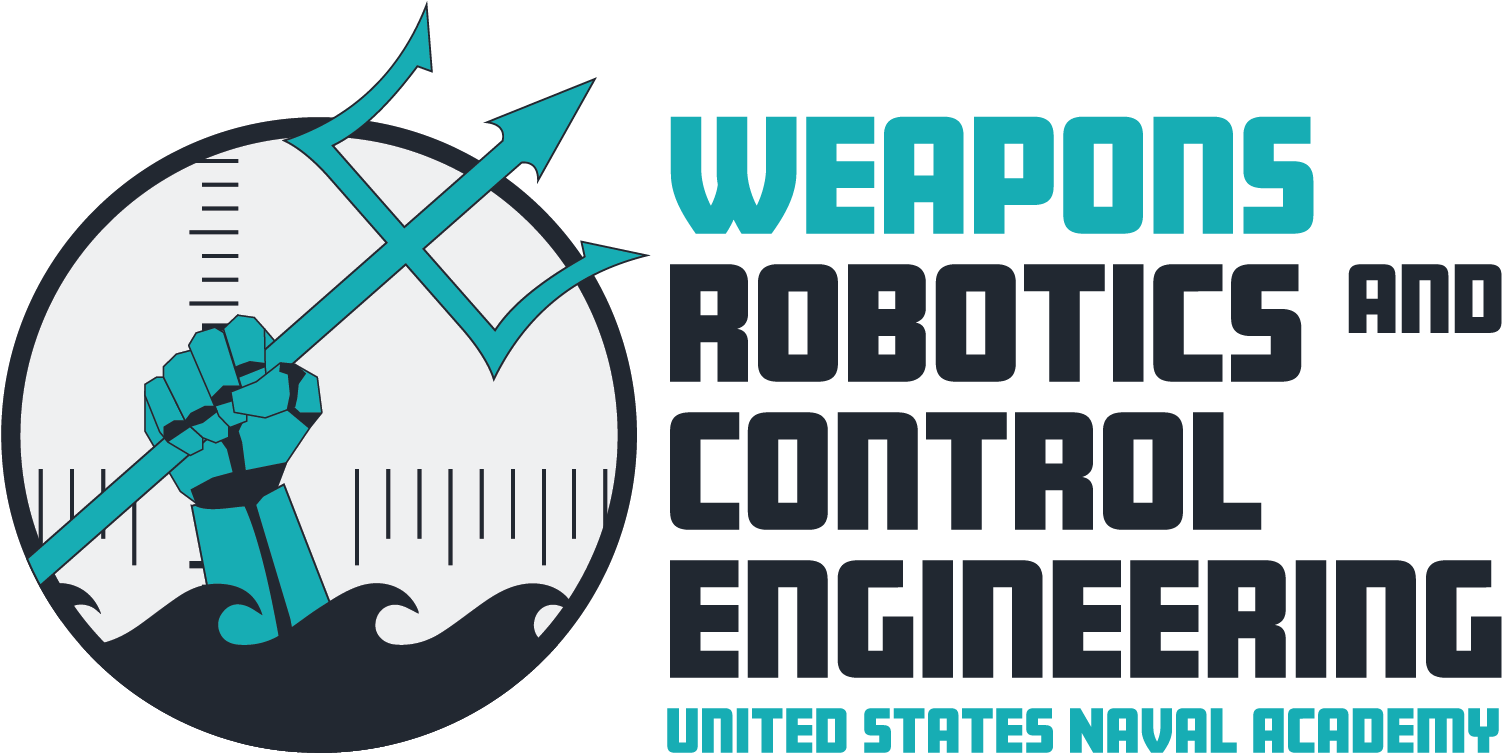 WEAPONS
ROBOTICS AND
CONTROL
ENGINEERING
UNITED STATES NAVAL ACADEMY